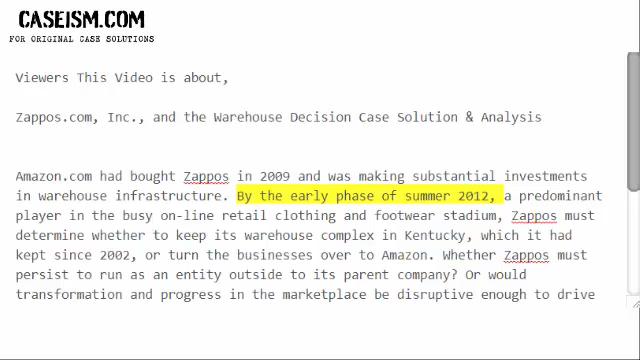 CASEISM.COM
FOR ORIGINAL CASE SOLUTIONS
Viewers This Video is about,
Zappos.com, Inc., and the Warehouse Decision Case Solution & Analysis
Amazon.com had bought Zappos in 2009 and was making substantial investments
in warehouse infrastructure. By the early phase of summer 2012, a predominant
player in the busy on-line retail clothing and footwear stadium, Zappos must
determine whether to keep its warehouse complex in Kentucky, which it had
kept since 2002, or turn the businesses over to Amazon. Whether Zappos must
persist to run as an entity outside to its parent company? Or would
transformation and progress in the marketplace be disruptive enough to drive